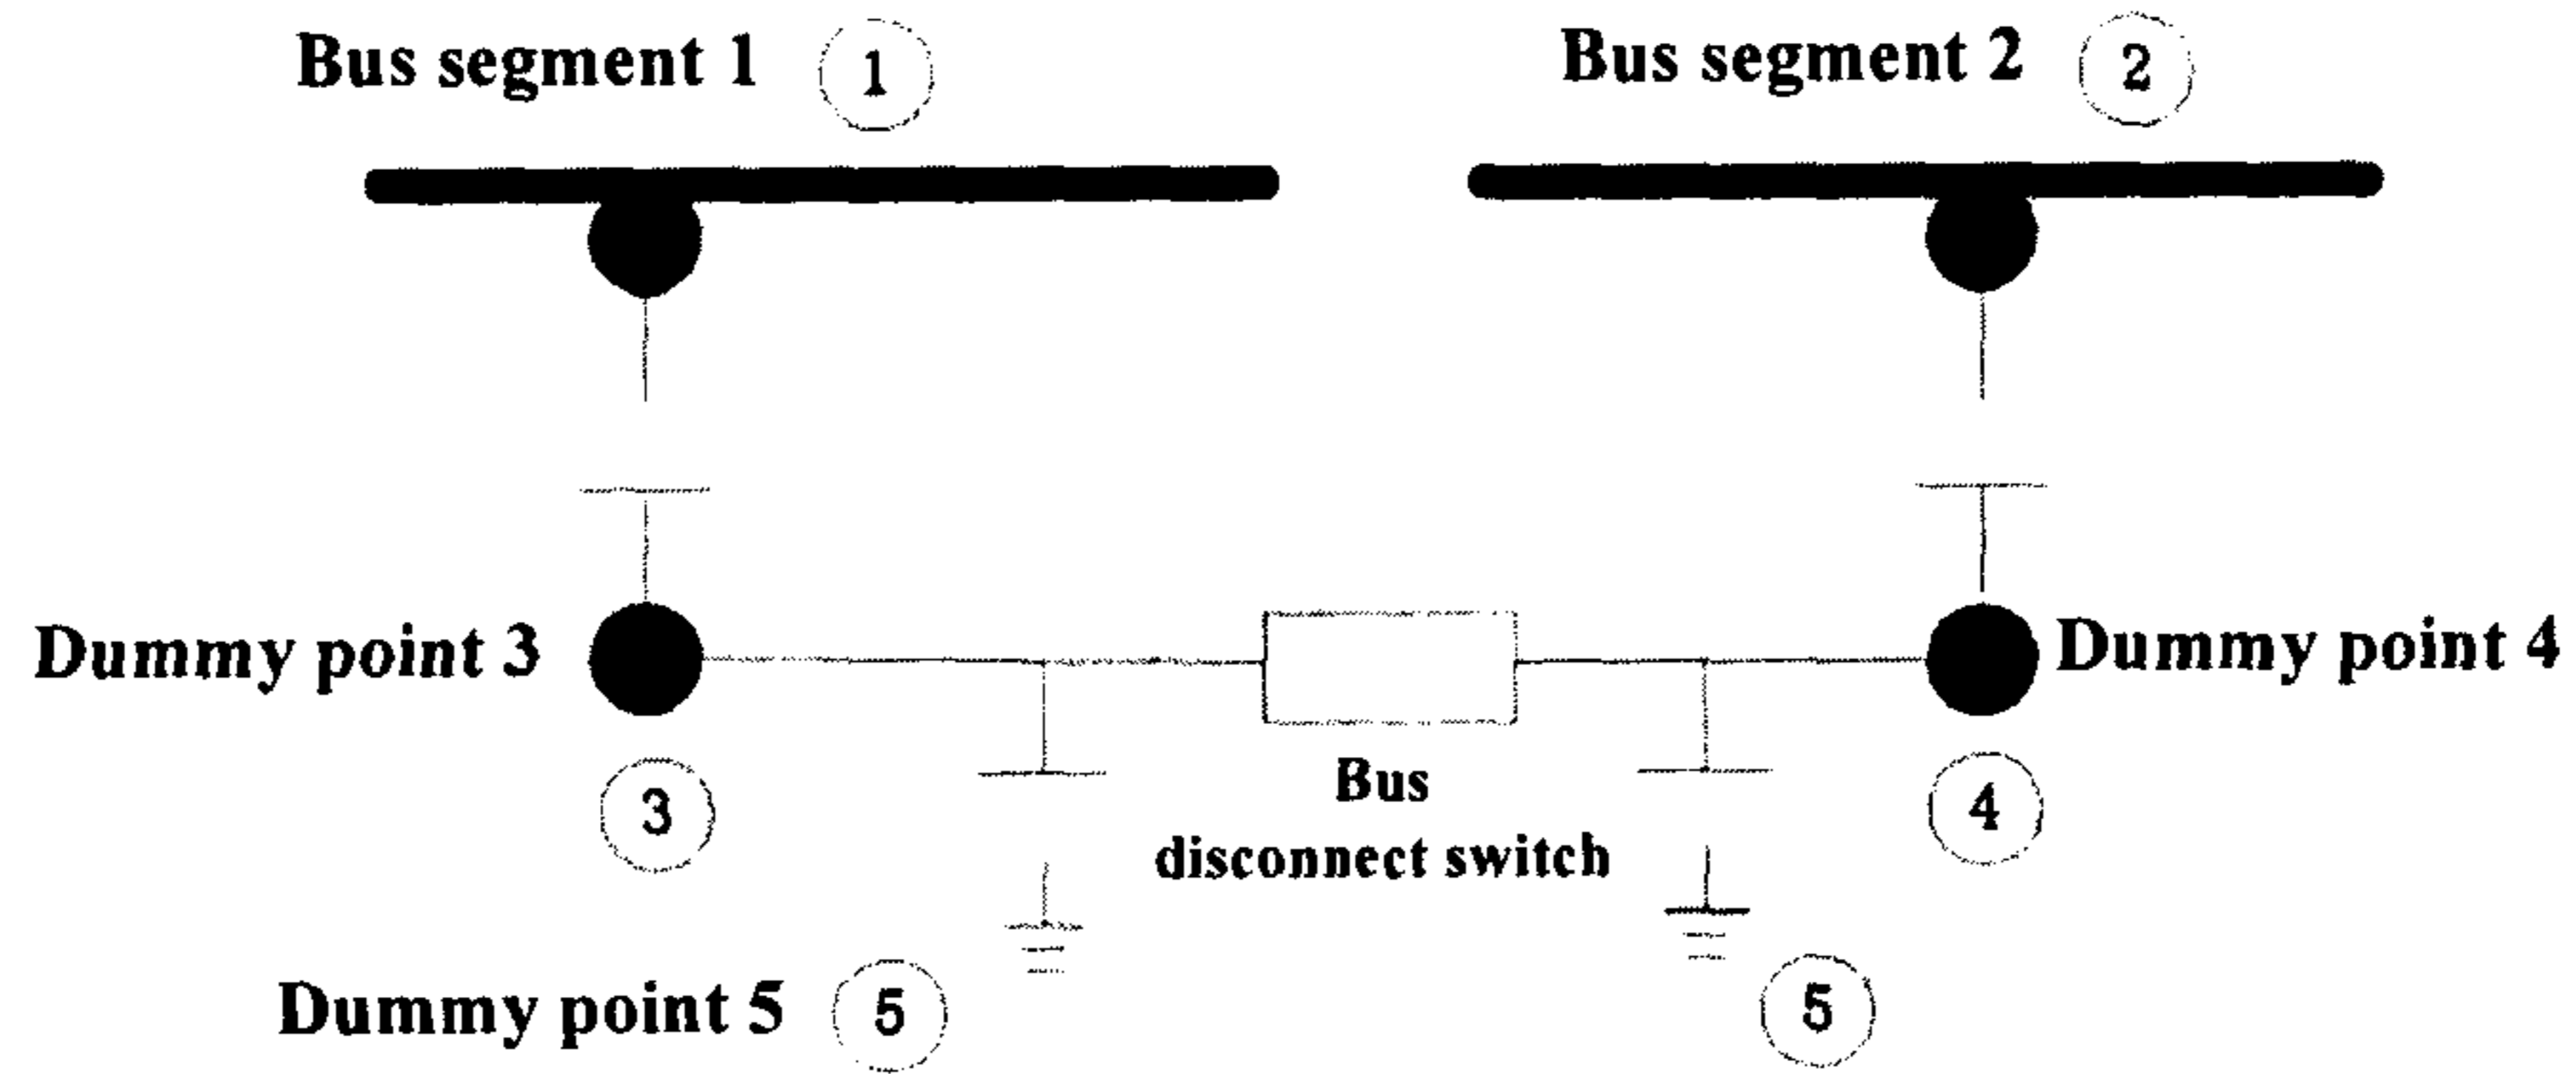 Bus segment 1 1
Bus segment 2 2
Dummy point 3
Dummy point 4
3
Bus
disconnect switch
4
Dummy point 5 5
5